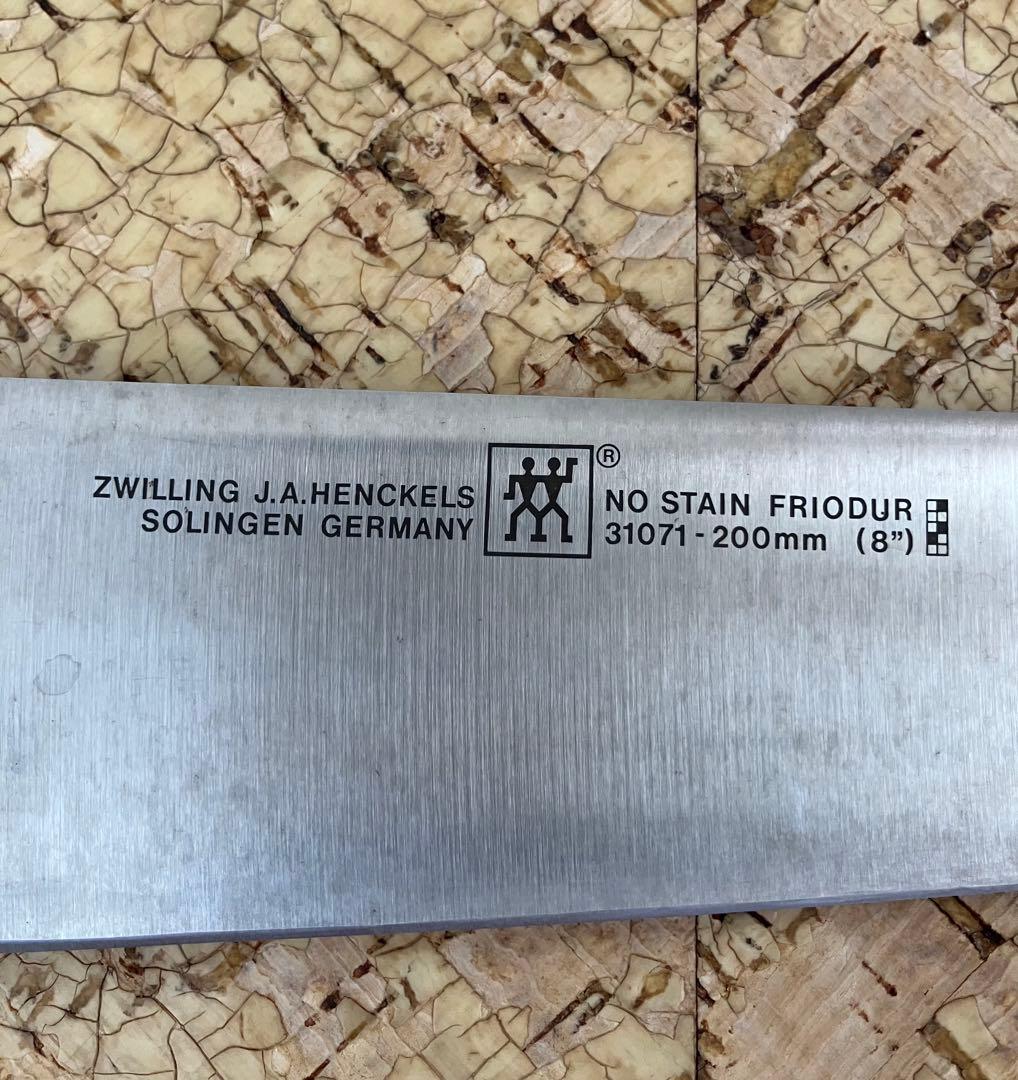 ZWILLING J.A.HENCKELS
SOLINGEN GERMANY
®
NO STAIN FRIODUR
31071-200mm (8”)